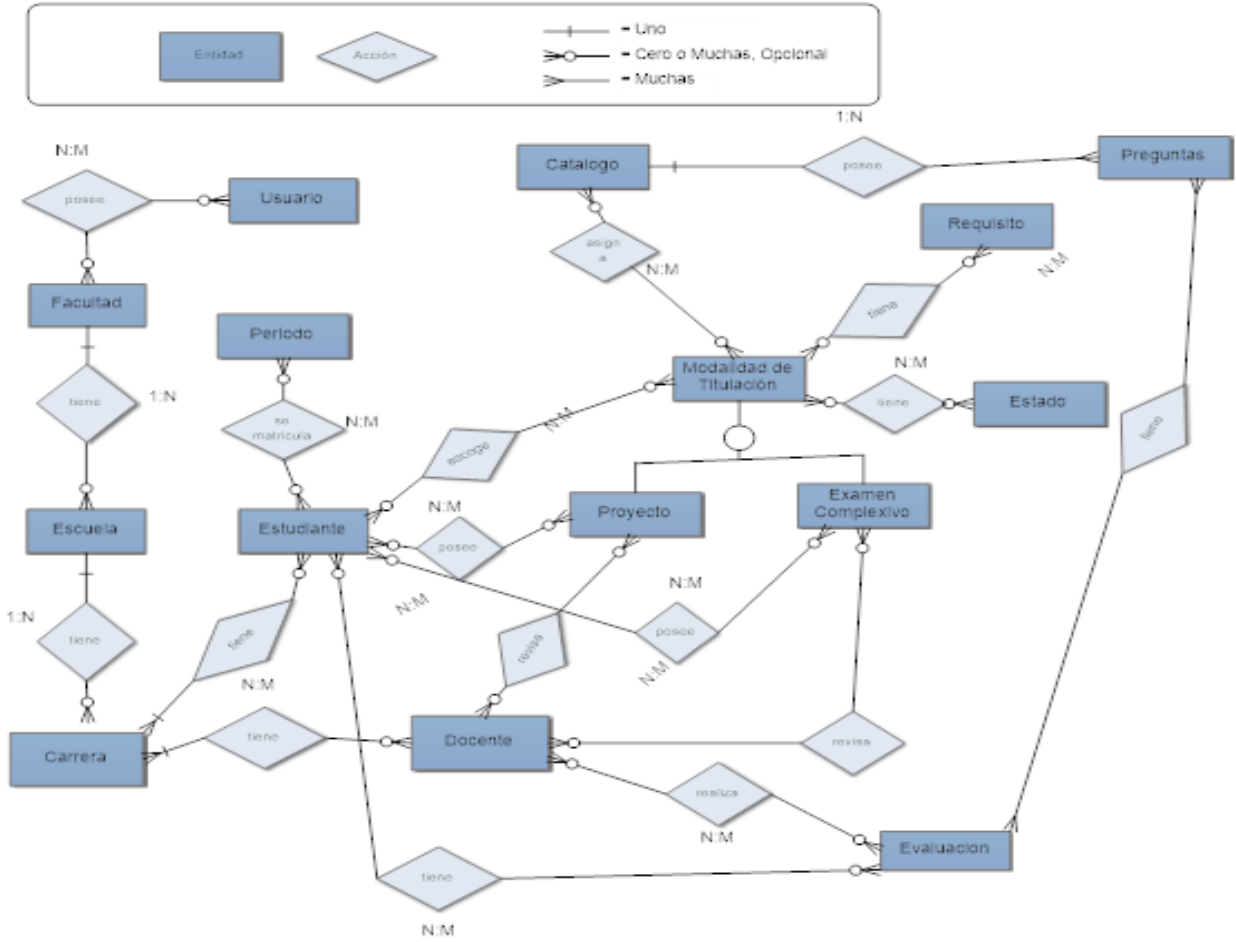 Entidad
Acción
= Uno
= Cero o Muchas, Opcional
= Muchas
1:N
N:M
Catalogo
posee
Preguntas
posee
Usuario
Requisito
asign
a
N:M
N:M
Facultad
tiene
Período
Modalidad de
Titulación
N:M
tiene
1:N
tiene
Estado
se
matricula
N:M
N:M
tiene
escoge
Examen
Complexivo
N:M
Proyecto
Escuela
Estudiante
posee
N:M
N:M
1:N
tiene
tiene
revisa
posee
N:M
N:M
Carrera
tiene
Docente
revisa
realiza
N:M
Evaluacion
tiene
N:M